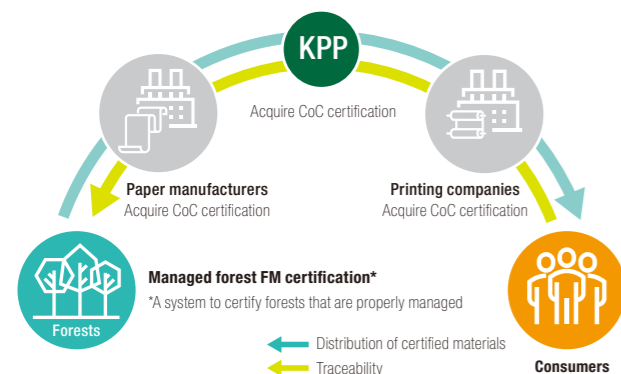 KPP
Acquire CoC certification
Paper manufacturers
Acquire CoC certification
Printing companies
Acquire CoC certification
Forests
Managed forest FM certification*
*A system to certify forests that are properly managed
Distribution of certified materials
Traceability
Consumers